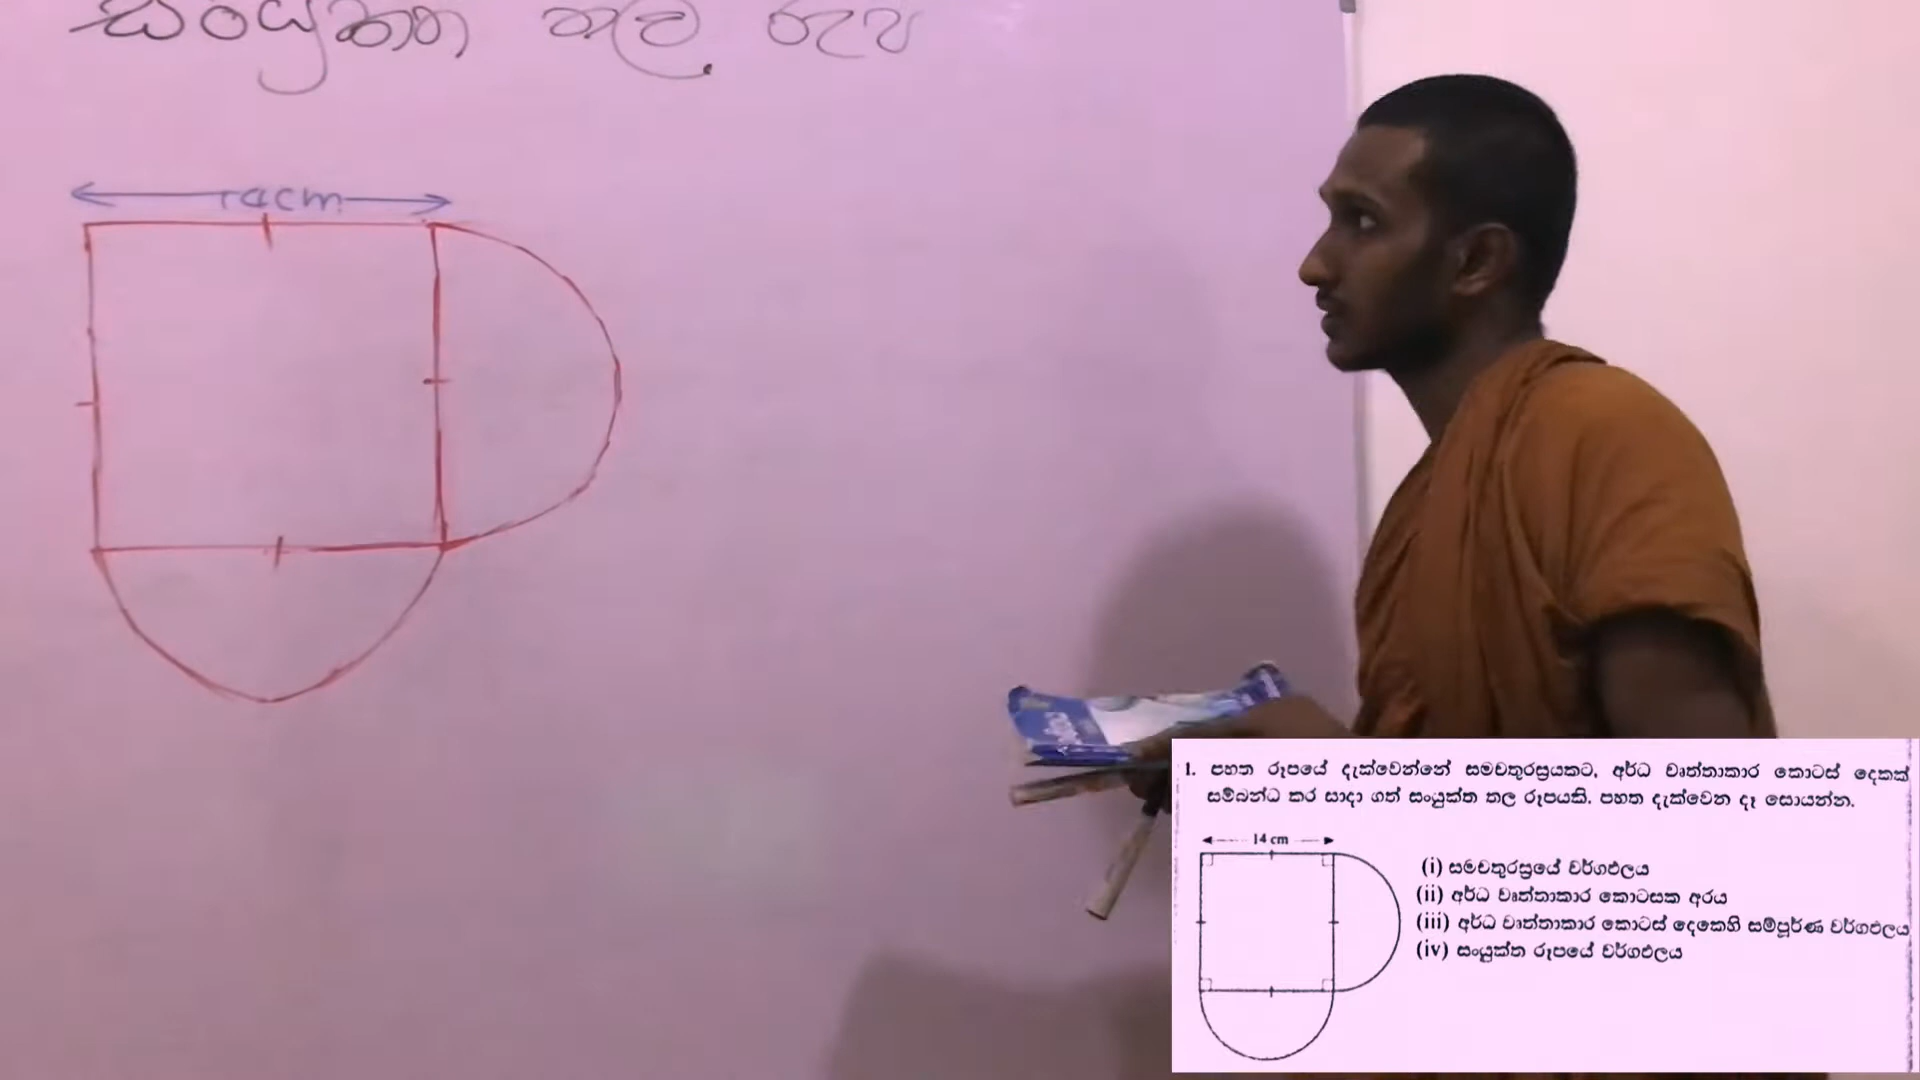 සංයුක්ත තල රූප
14cm
1. පහත රූපයේ දැක්වෙන්නේ සමචතුරස්‍රයකට, අර්ධ වෘත්තාකාර කොටස් දෙකක්
සම්බන්ධ කර සාදා ගත් සංයුක්ත තල රූපයකි. පහත දැක්වෙන දෑ සොයන්න.
14 cm
(i) සමචතුරස්‍රයේ වර්ගඵලය
(ii) අර්ධ වෘත්තාකාර කොටසක අරය
(iii) අර්ධ වෘත්තාකාර කොටස් දෙකෙහි සම්පූර්ණ වර්ගඵලය
(iv) සංයුක්ත රූපයේ වර්ගඵලය